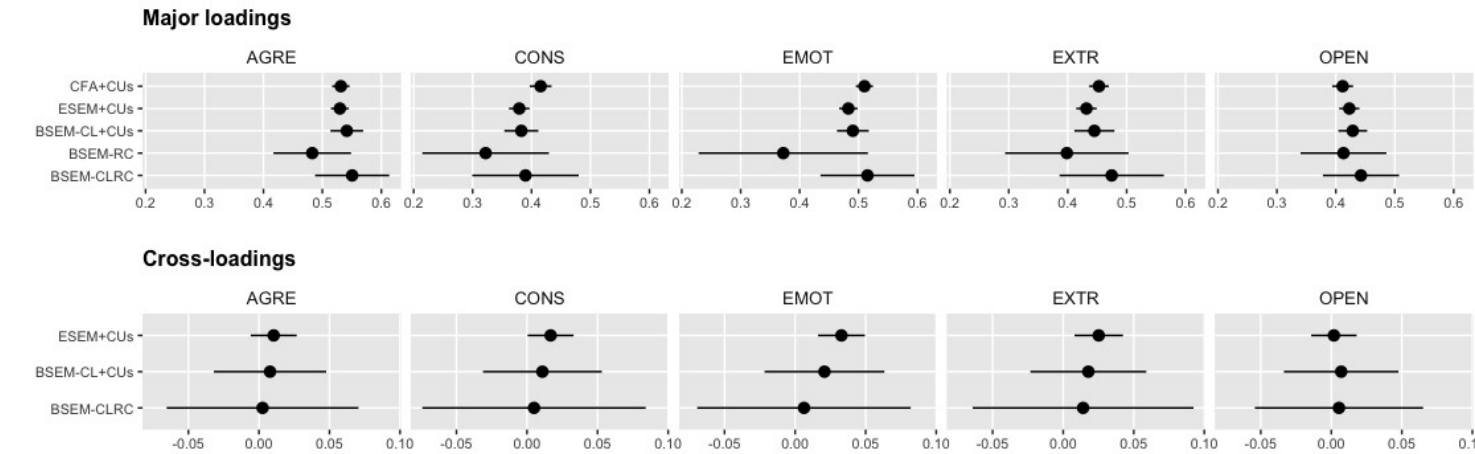 Major loadings
AGRE CONS EMOT EXTR OPEN
CFA+CUs
ESEM+CUs
BSEM-CL+CUs
BSEM-RC
BSEM-CLRC
0.2 0.3 0.4 0.5 0.6 0.2 0.3 0.4 0.5 0.6 0.2 0.3 0.4 0.5 0.6 0.2 0.3 0.4 0.5 0.6 0.2 0.3 0.4 0.5 0.6
Cross-loadings
AGRE CONS EMOT EXTR OPEN
ESEM+CUs
BSEM-CL+CUs
BSEM-CLRC
-0.05 0.00 0.05 0.10 -0.05 0.00 0.05 0.10 -0.05 0.00 0.05 0.10 -0.05 0.00 0.05 0.10 -0.05 0.00 0.05